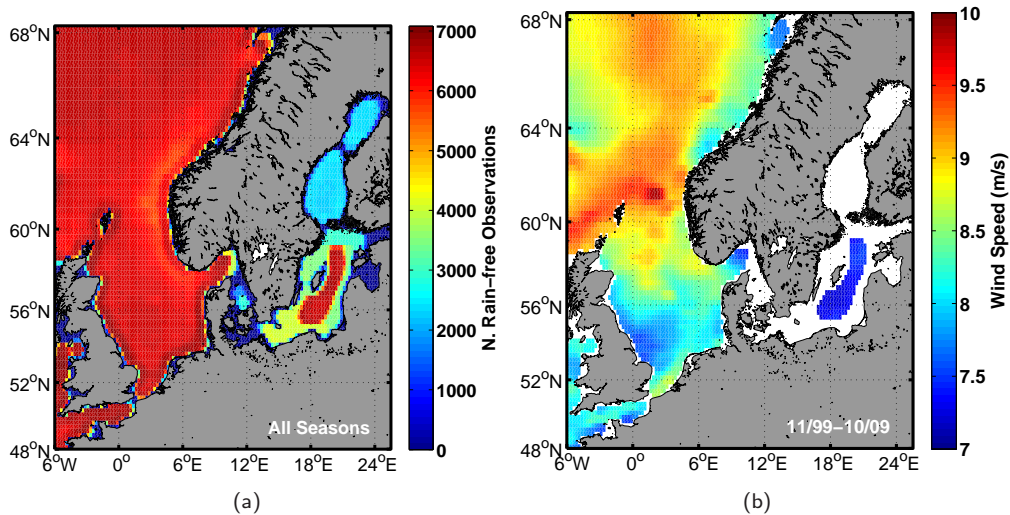 68°N
64°N
60°N
56°N
52°N
48°N
6°W
0°
6°E
12°E
18°E
24°E
All Seasons
7000
6000
5000
4000
3000
2000
1000
0
N. Rain−free Observations
(a)
68°N
64°N
60°N
56°N
52°N
48°N
6°W
0°
6°E
12°E
18°E
24°E
11/99−10/09
10
9.5
9
8.5
8
7.5
7
Wind Speed (m/s)
(b)